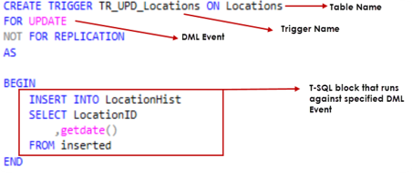 CREATE TRIGGER TR_UPD_Locations ON Locations Table Name
FOR UPDATE Trigger Name
NOT FOR REPLICATION DML Event
AS
BEGIN
INSERT INTO LocationHist
SELECT LocationID
,getdate()
FROM inserted
END
T-SQL block that runs
against specified DML
Event